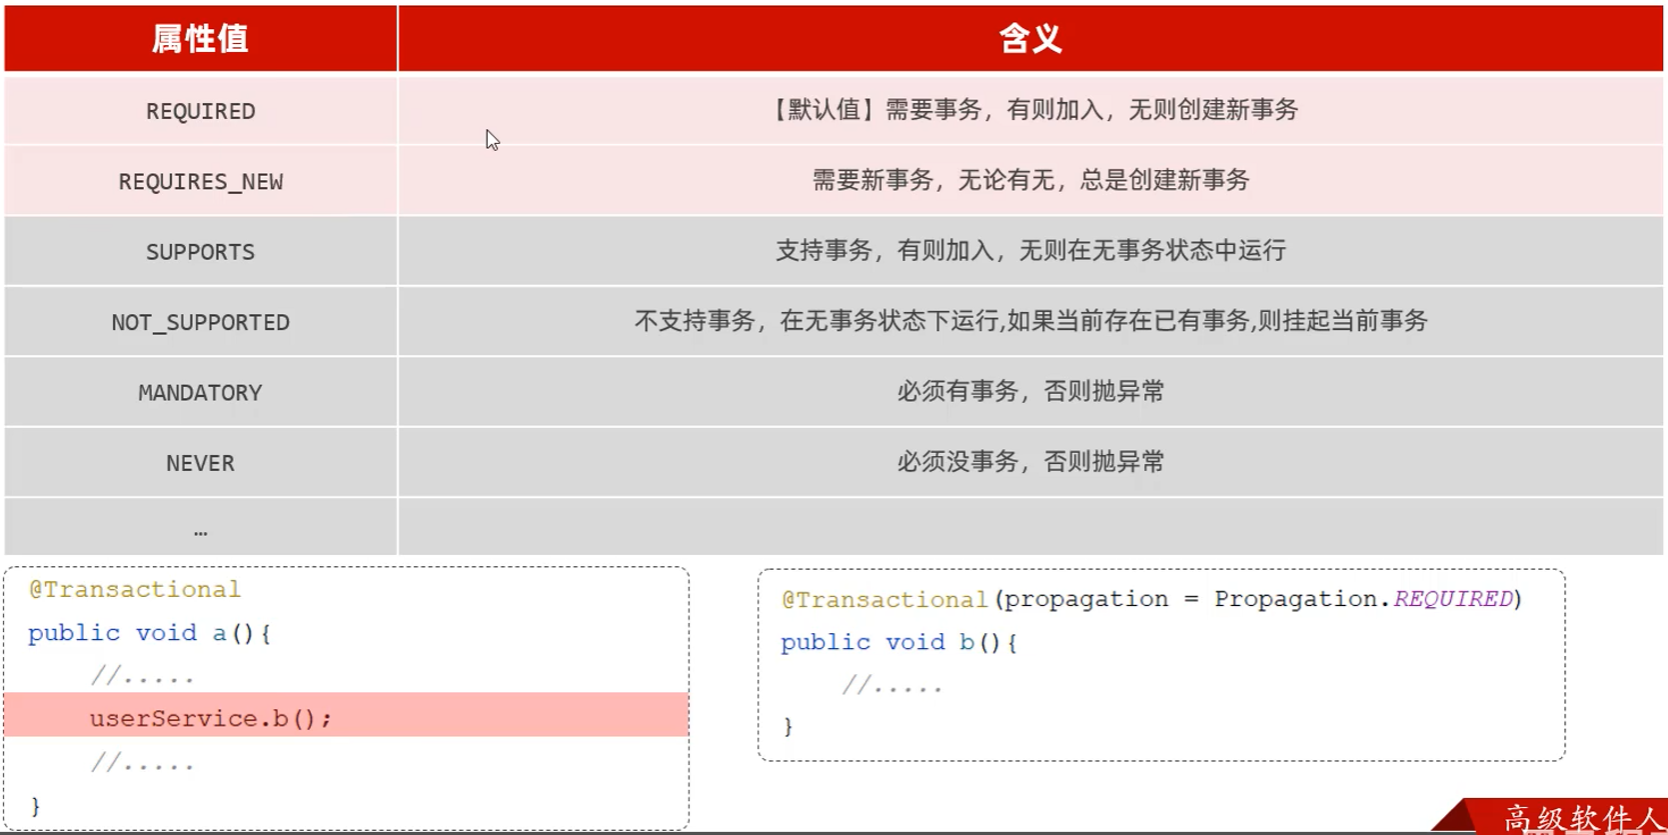 属性值 含义
REQUIRED 【默认值】需要事务，有则加入，无则创建新事务
REQUIRES_NEW 需要新事务，无论有无，总是创建新事务
SUPPORTS 支持事务，有则加入，无则在无事务状态中运行
NOT_SUPPORTED 不支持事务，在无事务状态下运行,如果当前存在已有事务,则挂起当前事务
MANDATORY 必须有事务，否则抛异常
NEVER 必须没事务，否则抛异常
…
@Transactional
public void a(){
//.....
userService.b();
//.....
}
@Transactional(propagation = Propagation.REQUIRED)
public void b(){
//.....
}
高级软件人